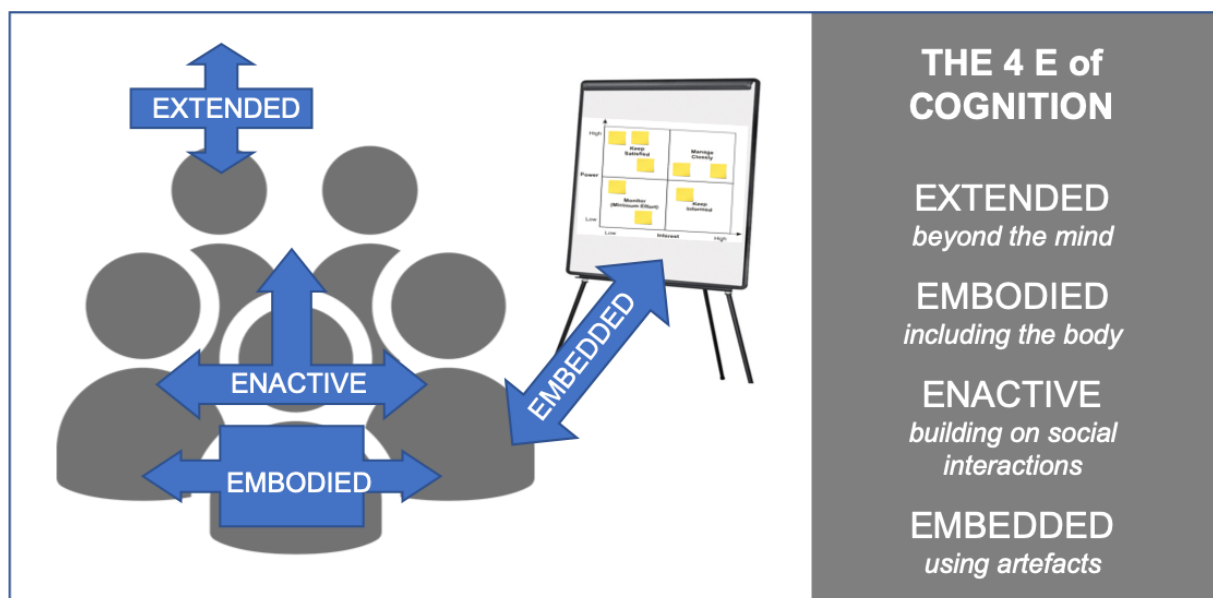 EXTENDED
ENACTIVE
EMBODIED
EMBEDDED
High
Keep
Satisfied
Manage
Closely
Power
Monitor
(Minimum Effort)
Keep
Informed
Low
Low
Interest
High
THE 4 E of
COGNITION
EXTENDED
beyond the mind
EMBODIED
including the body
ENACTIVE
building on social
interactions
EMBEDDED
using artefacts